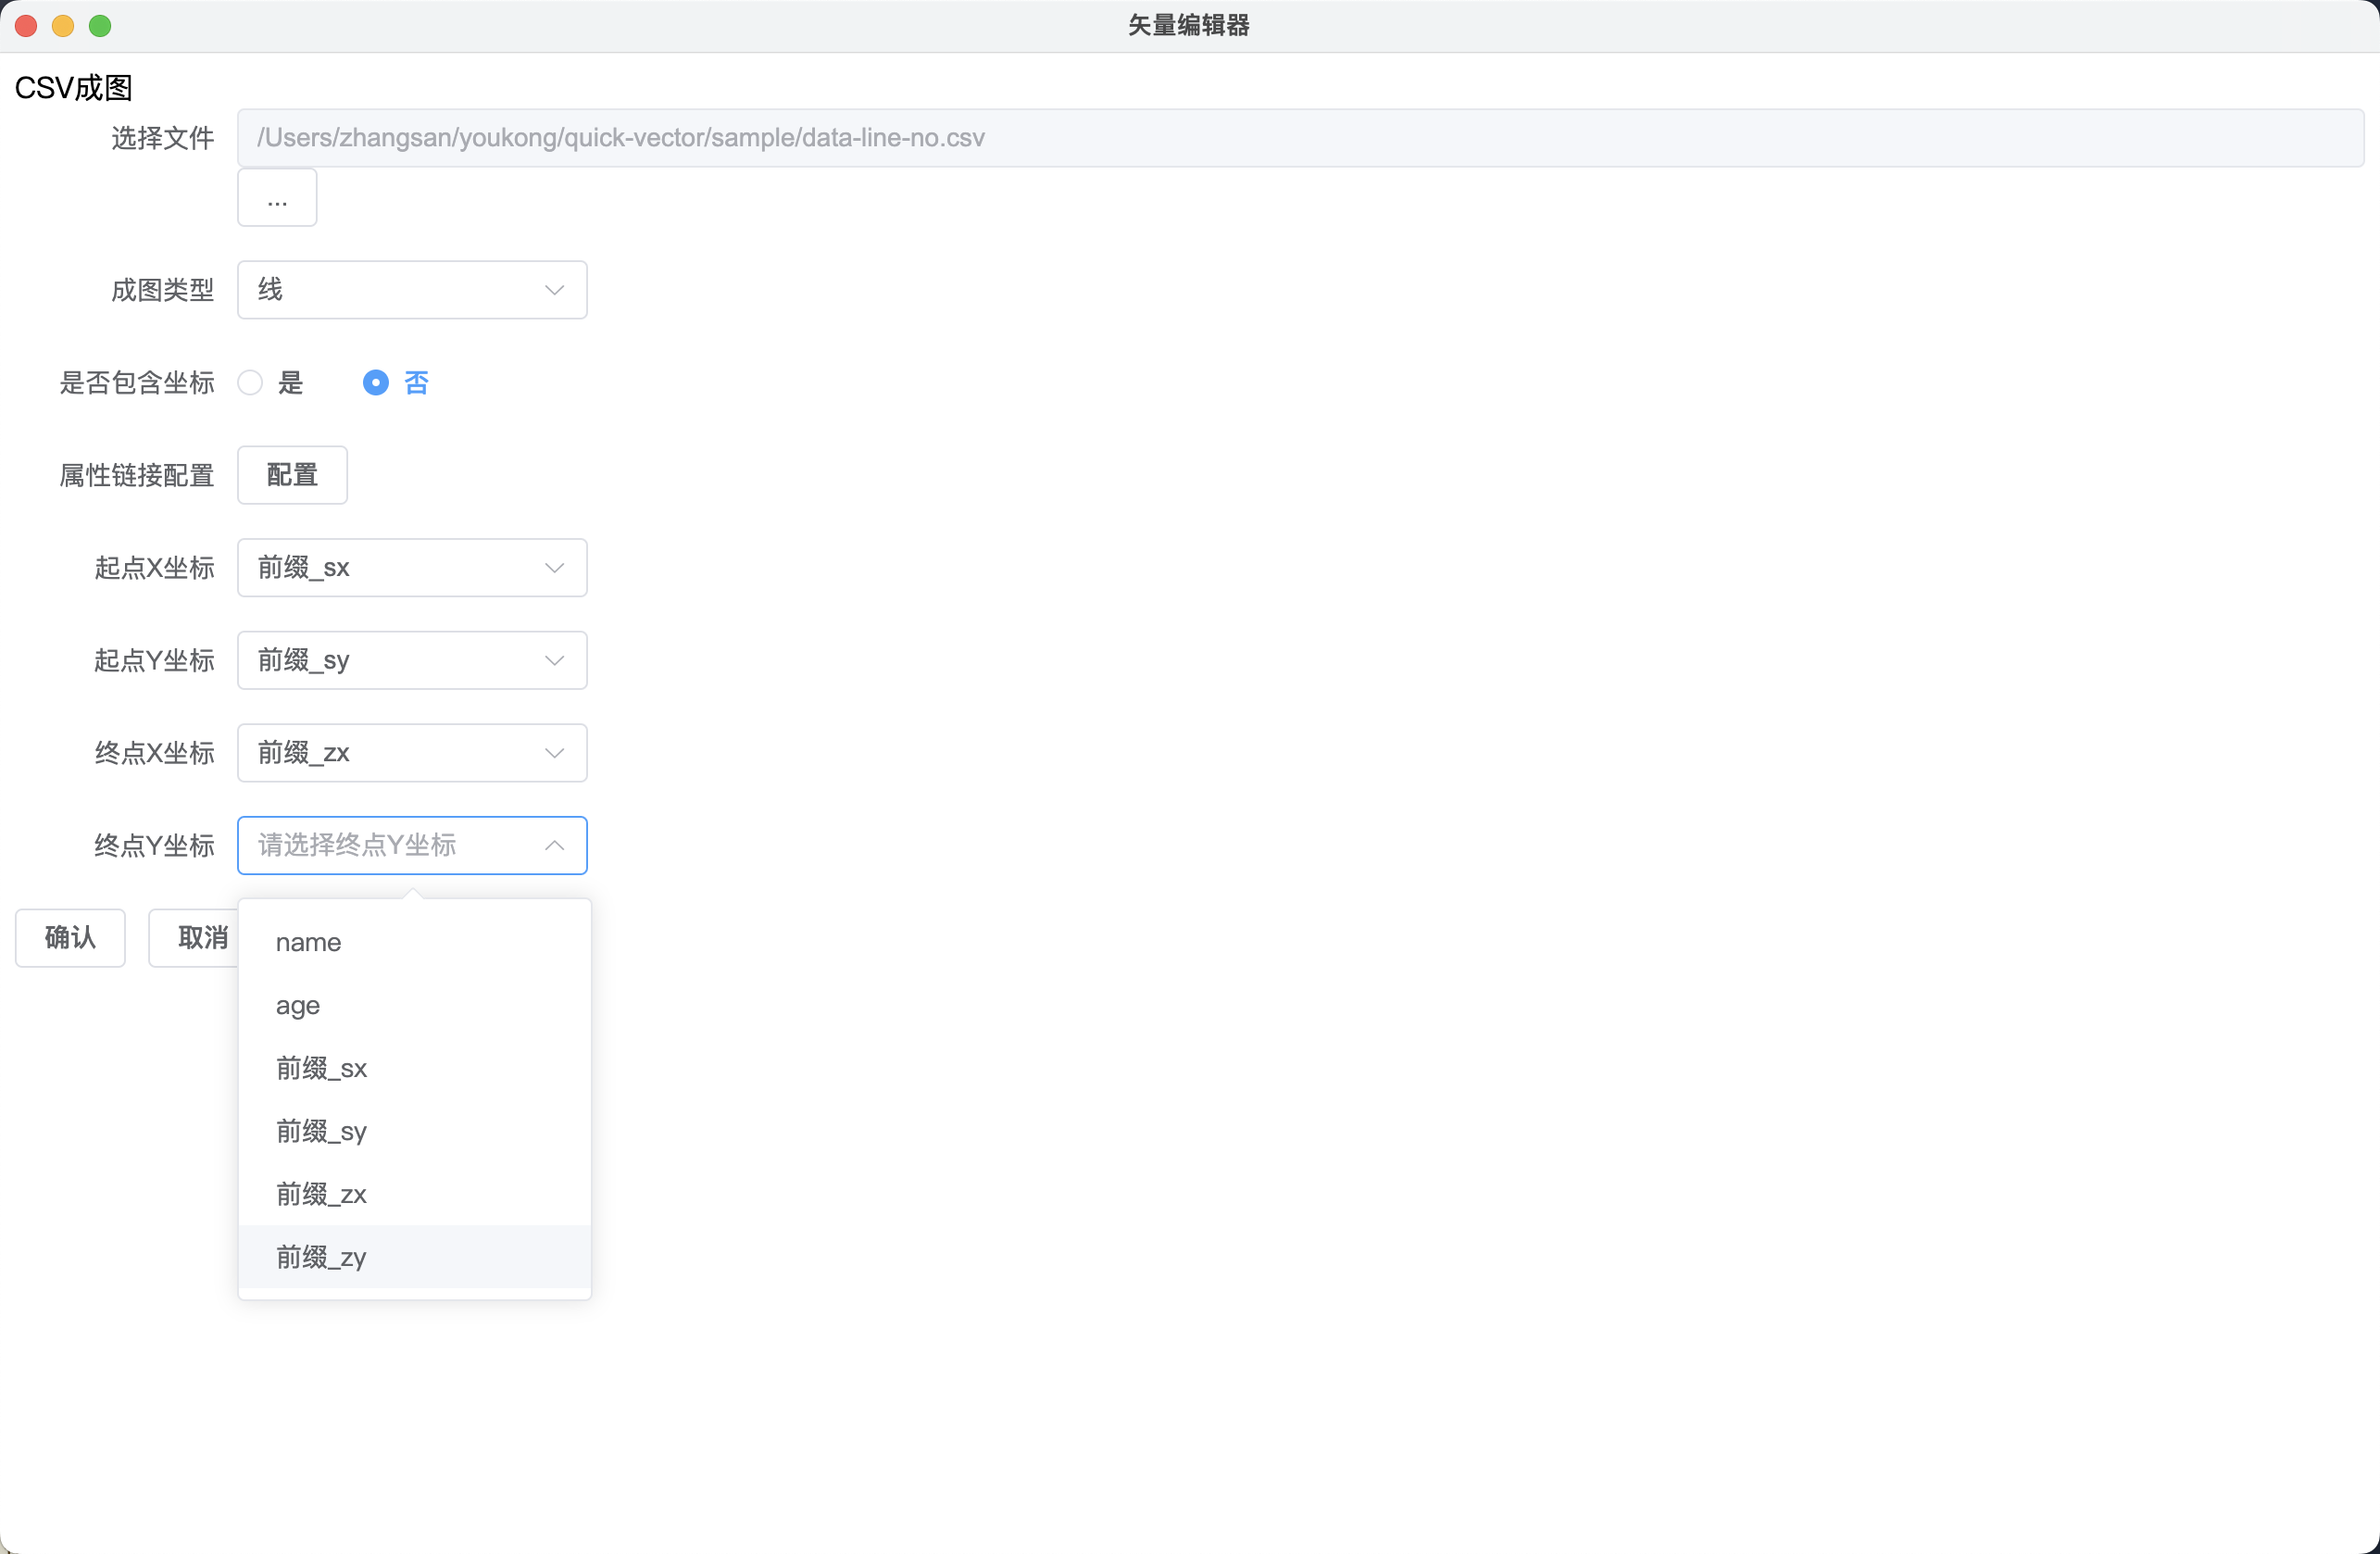 矢量编辑器
CSV成图
选择文件 /Users/zhangsan/youkong/quick-vector/sample/data-line-no.csv
...
成图类型 线
是否包含坐标 是 否
属性链接配置 配置
起点X坐标 前缀_sx
起点Y坐标 前缀_sy
终点X坐标 前缀_zx
终点Y坐标 请选择终点Y坐标
确认 取消
name
age
前缀_sx
前缀_sy
前缀_zx
前缀_zy